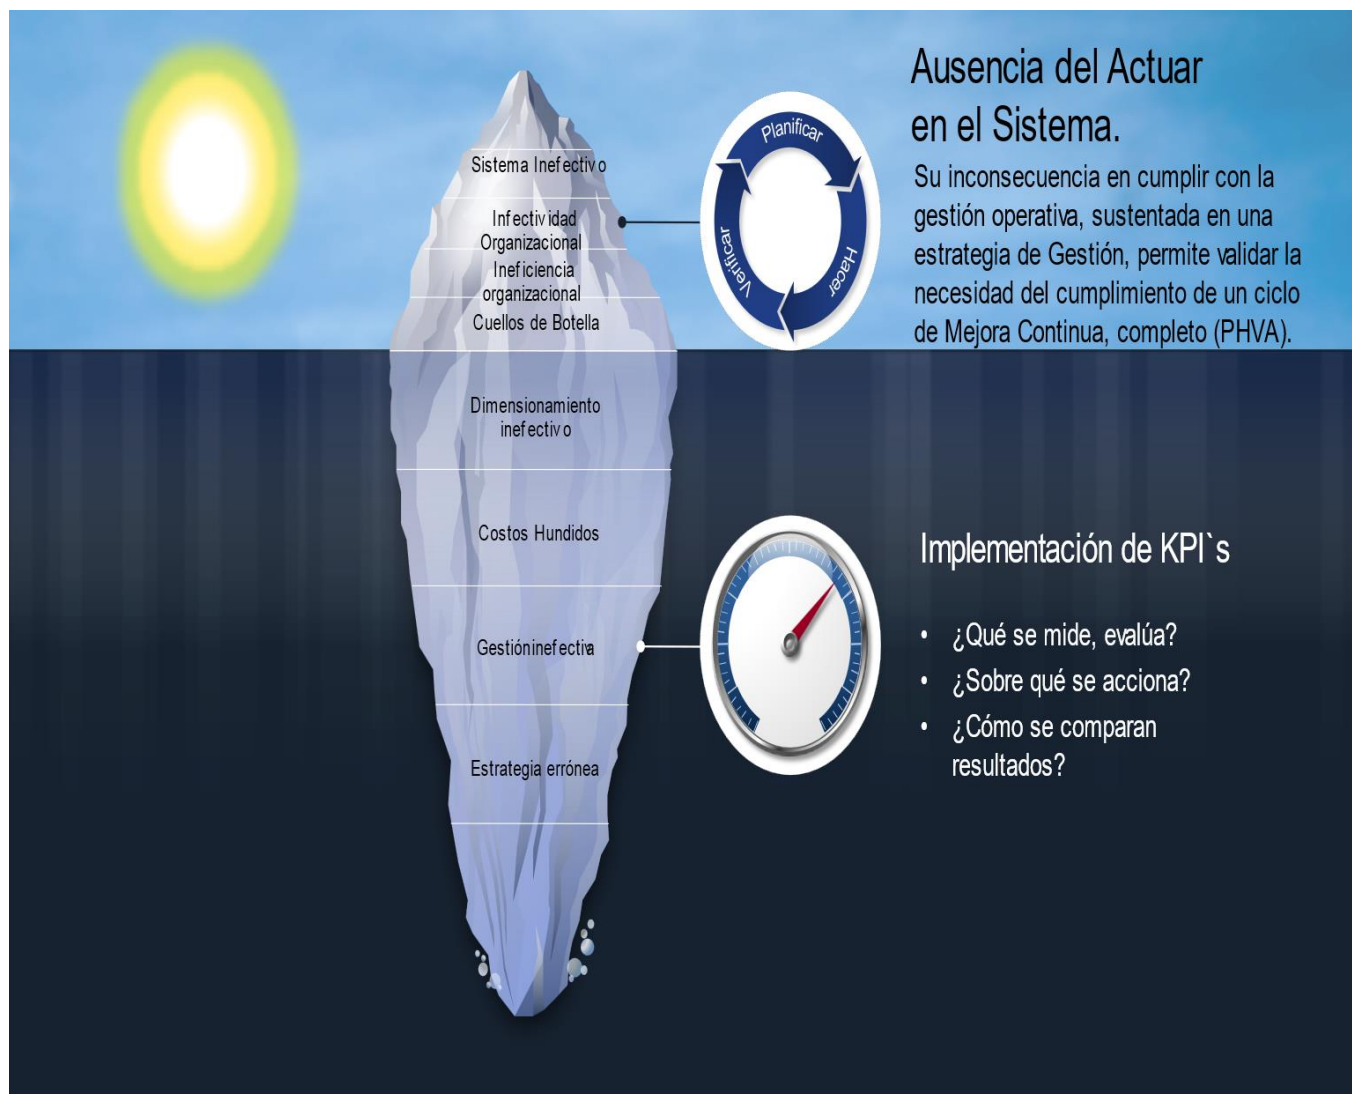 Ausencia del Actuar
en el Sistema.
Su inconsecuencia en cumplir con la
gestión operativa, sustentada en una
estrategia de Gestión, permite validar la
necesidad del cumplimiento de un ciclo
de Mejora Continua, completo (PHVA).
Planificar
Hacer
Verificar
Sistema Inefectivo
Infectividad
Organizacional
Ineficiencia
organizacional
Cuellos de Botella
Dimensionamiento
inefectivo
Costos Hundidos
Gestión inefectiva
Estrategia errónea
Implementación de KPI`s
• ¿Qué se mide, evalúa?
• ¿Sobre qué se acciona?
• ¿Cómo se comparan
resultados?